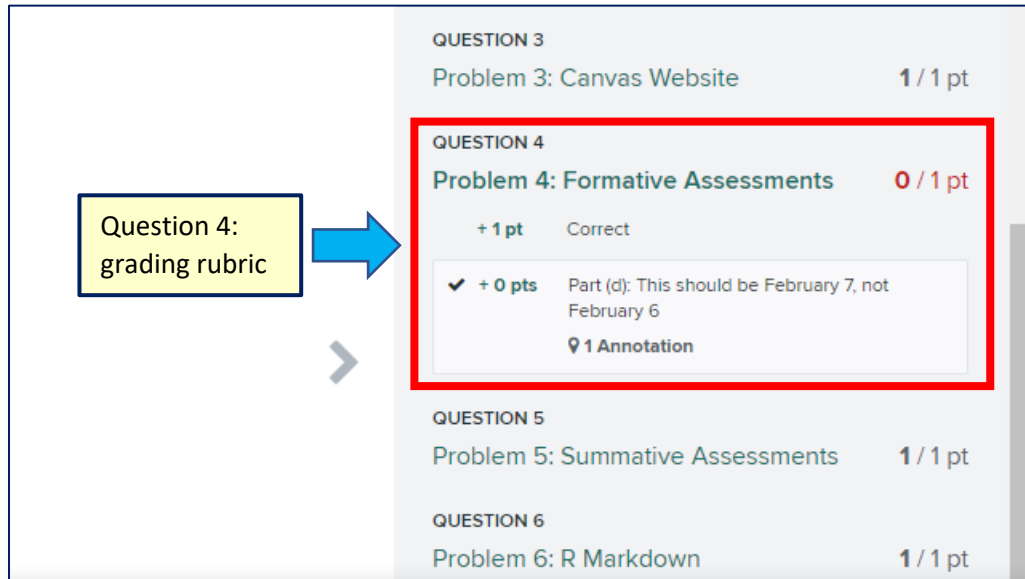 QUESTION 3
Problem 3: Canvas Website 1 / 1 pt
QUESTION 4
Problem 4: Formative Assessments 0 / 1 pt
Question 4:
grading rubric
+ 1 pt Correct
✔ + 0 pts Part (d): This should be February 7, not
February 6
1 Annotation
QUESTION 5
Problem 5: Summative Assessments 1 / 1 pt
QUESTION 6
Problem 6: R Markdown 1 / 1 pt